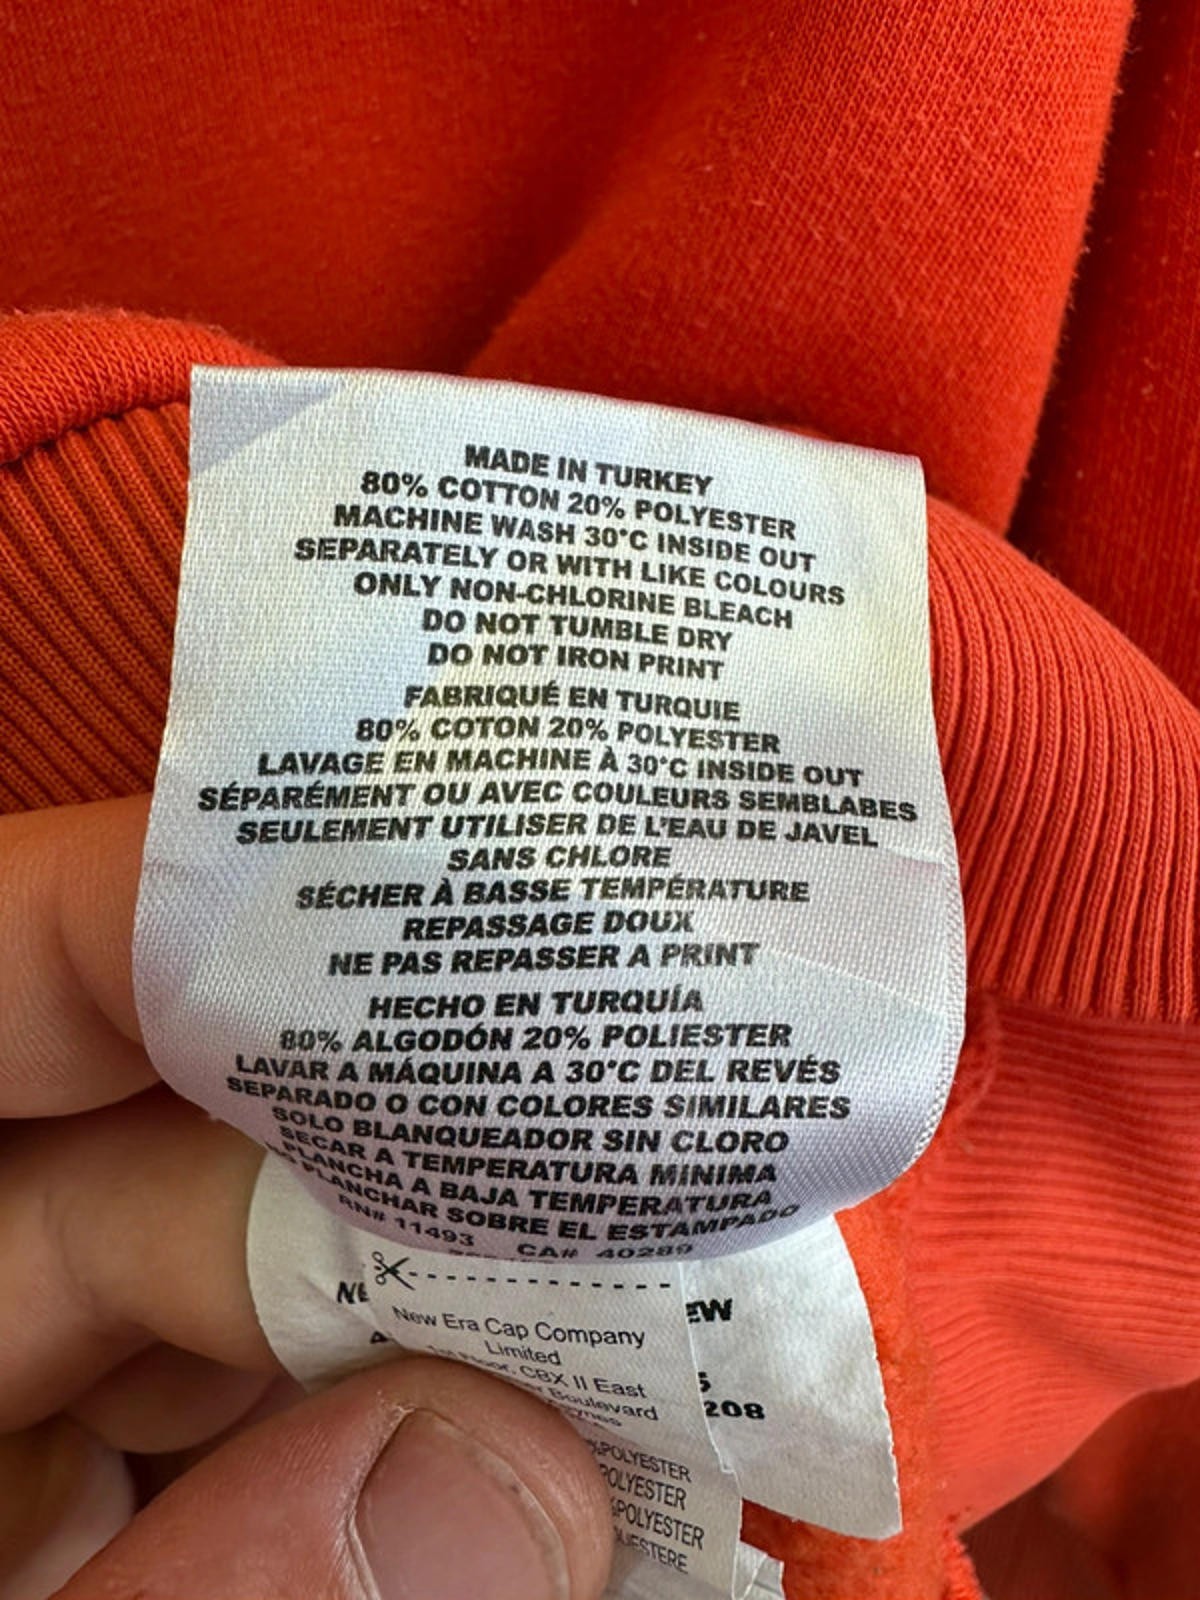 MADE IN TURKEY
80% COTTON 20% POLYESTER
MACHINE WASH 30°C INSIDE OUT
SEPARATELY OR WITH LIKE COLOURS
ONLY NON-CHLORINE BLEACH
DO NOT TUMBLE DRY
DO NOT IRON PRINT
FABRIQUÉ EN TURQUIE
80% COTON 20% POLYESTER
LAVAGE EN MACHINE À 30°C INSIDE OUT
SÉPARÉMENT OU AVEC COULEURS SEMBLABES
SEULEMENT UTILISER DE L'EAU DE JAVEL
SANS CHLORE
SÉCHER À BASSE TEMPÉRATURE
REPASSAGE DOUX
NE PAS REPASSER A PRINT
HECHO EN TURQUÍA
80% ALGODÓN 20% POLIESTER
LAVAR A MÁQUINA A 30°C DEL REVÉS
SEPARADO O CON COLORES SIMILARES
SOLO BLANQUEADOR SIN CLORO
SECAR A TEMPERATURA MINIMA
PLANCHA A BAJA TEMPERATURA
PLANCHAR SOBRE EL ESTAMPADO
RN# 11493 CA# 40289
New Era Cap Company
Limited
1st Floor, CBX II East
Boulevard
208
POLYESTER
POLYESTER
POLYESTER